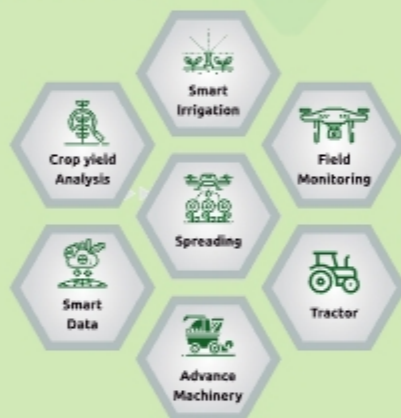 Smart
Irrigation
Crop yield
Analysis
Field
Monitoring
Spreading
Smart
Data
Tractor
Advance
Machinery